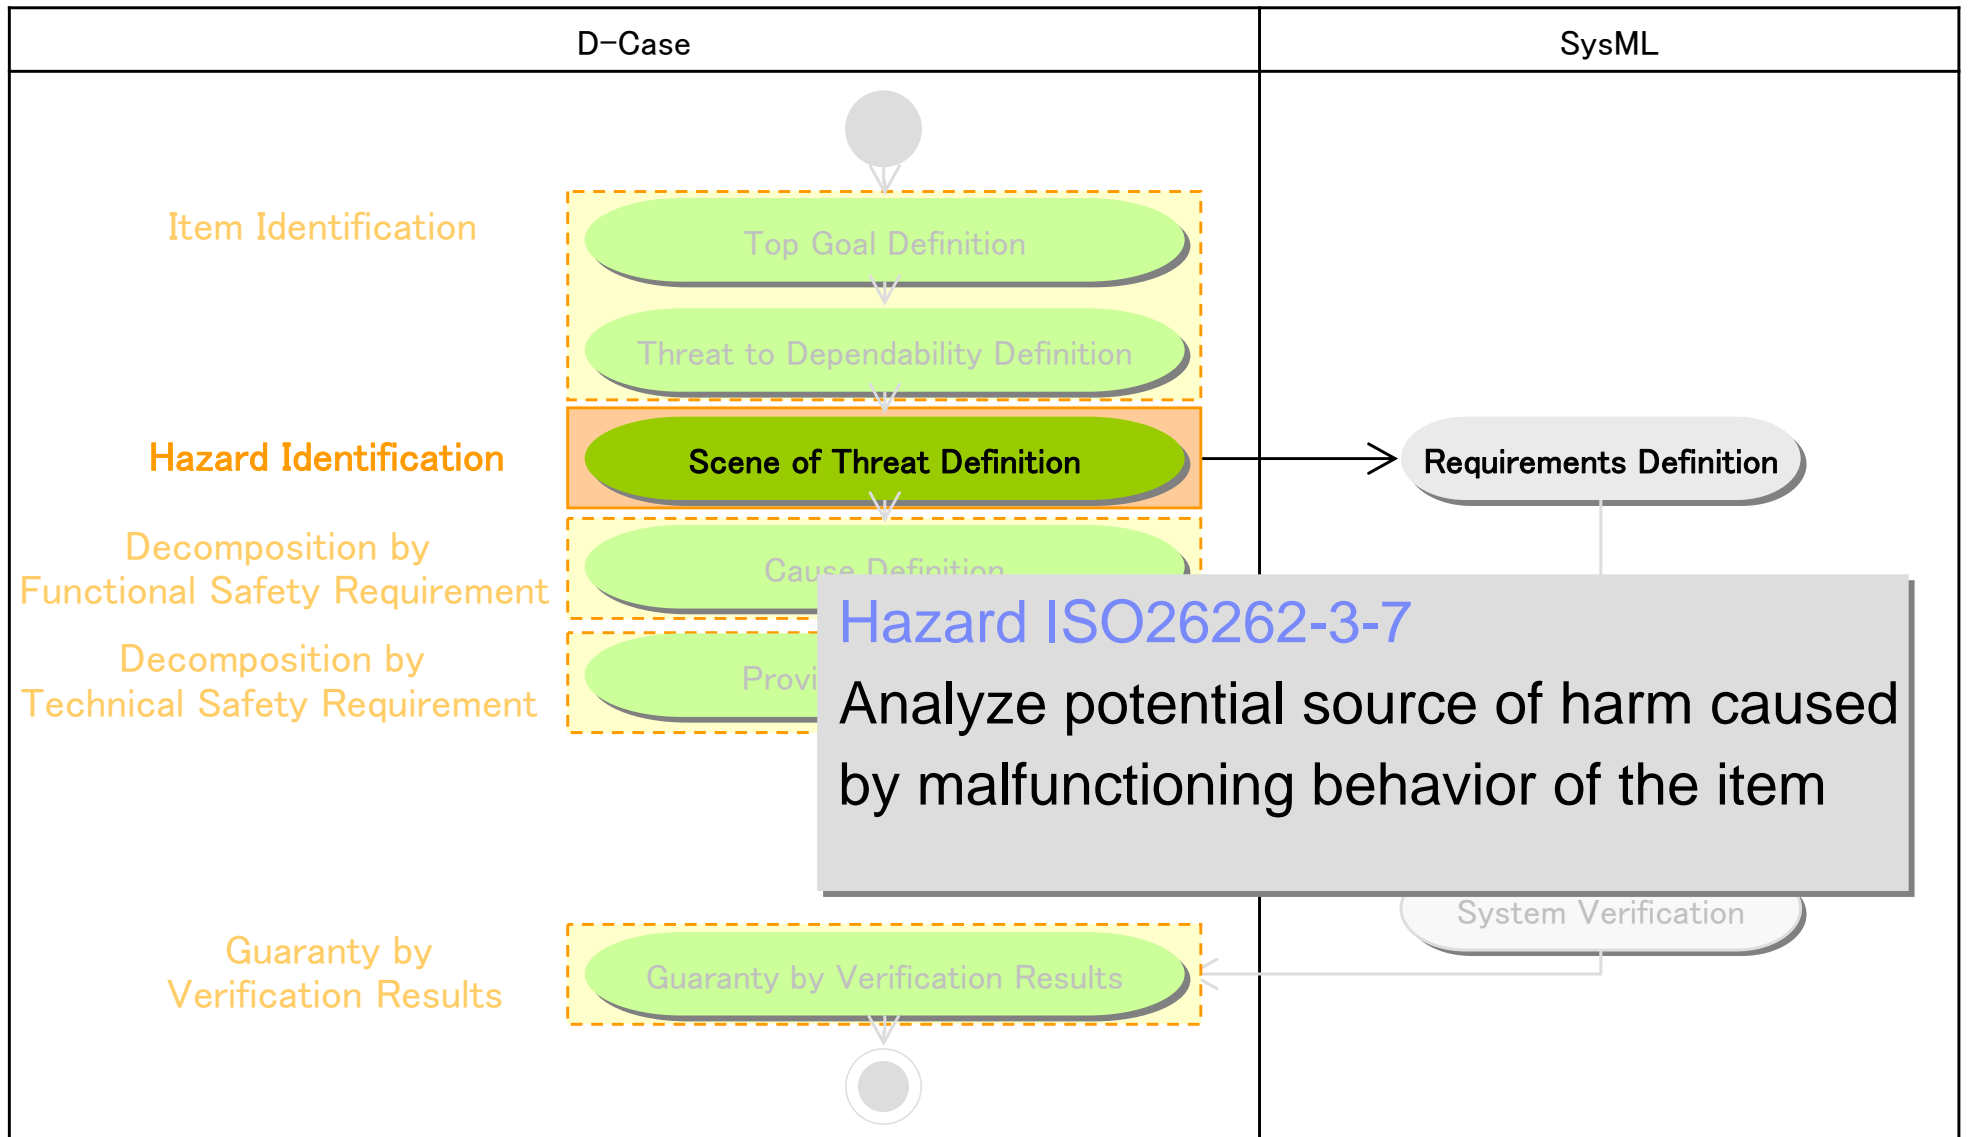 D-Case
SysML
Item Identification
Top Goal Definition
Threat to Dependability Definition
Hazard Identification
Scene of Threat Definition
Requirements Definition
Decomposition by
Functional Safety Requirement
Cause Definition
Decomposition by
Technical Safety Requirement
Hazard ISO26262-3-7
Analyze potential source of harm caused
by malfunctioning behavior of the item
System Verification
Guaranty by
Verification Results
Guaranty by Verification Results